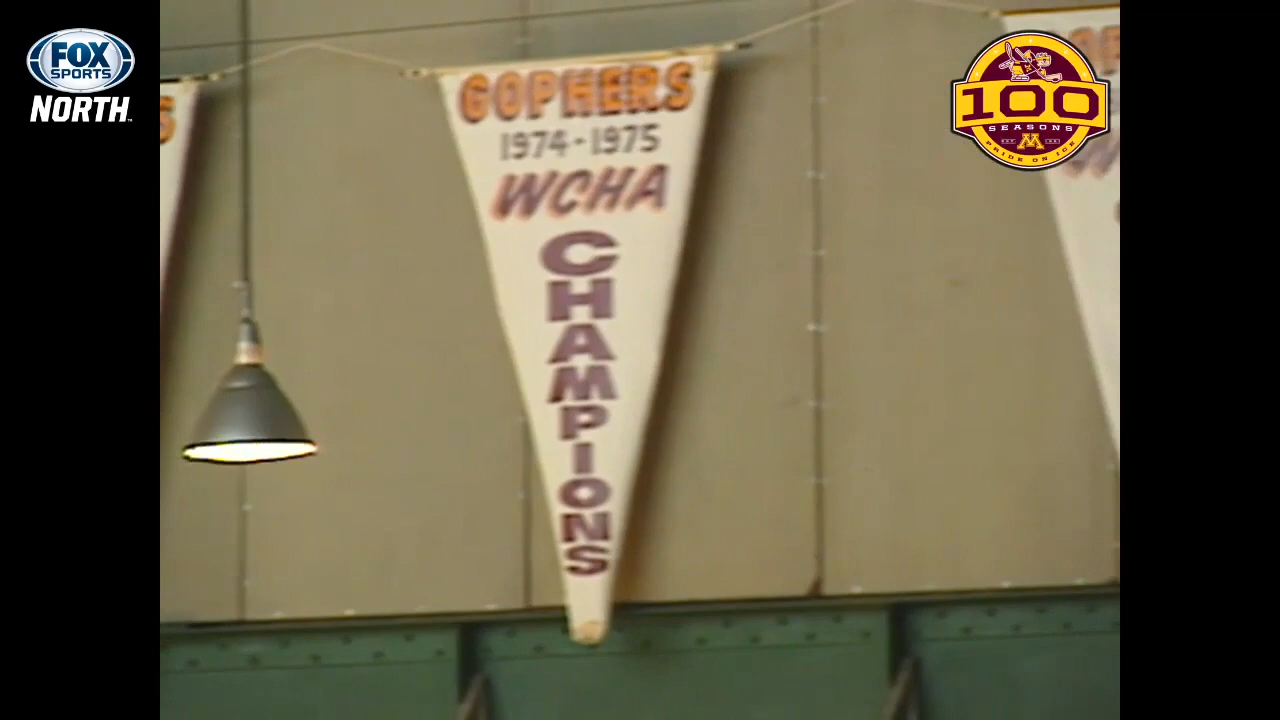 FOX
SPORTS
NORTH
GOPHERS
1974-1975
WCHA
CHAMPIONS
100
SEASONS
M
PRIDE ON ICE
S